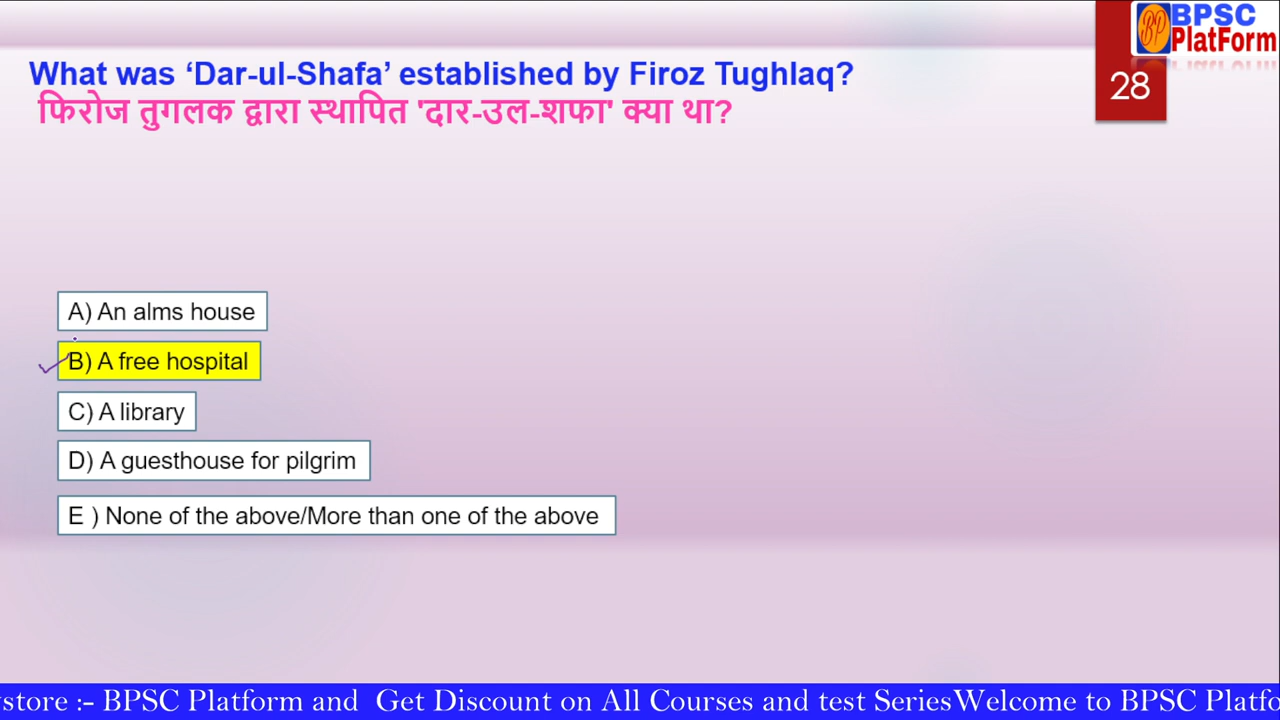 BPSC
PlatForm
28
What was ‘Dar-ul-Shafa’ established by Firoz Tughlaq?
फिरोज तुगलक द्वारा स्थापित 'दार-उल-शफा' क्या था?
A) An alms house
B) A free hospital
C) A library
D) A guesthouse for pilgrim
E ) None of the above/More than one of the above
:- BPSC Platform and Get Discount on All Courses and test SeriesWelcome to BPSC